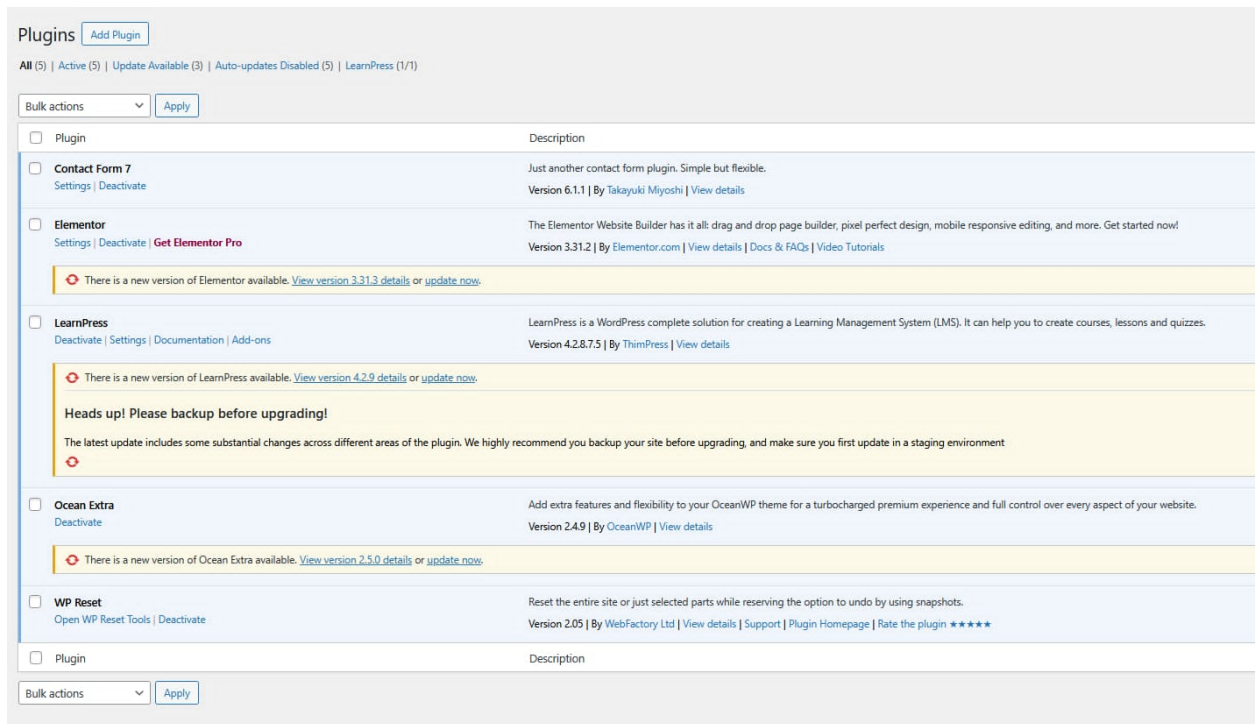 Plugins Add Plugin
All (5) | Active (5) | Update Available (3) | Auto-updates Disabled (5) | LearnPress (1/1)
Bulk actions Apply
Plugin Description
Contact Form 7 Just another contact form plugin. Simple but flexible.
Settings | Deactivate Version 6.1.1 | By Takayuki Miyoshi | View details
Elementor The Elementor Website Builder has it all: drag and drop page builder, pixel perfect design, mobile responsive editing, and more. Get started now!
Settings | Deactivate | Get Elementor Pro Version 3.31.2 | By Elementor.com | View details | Docs & FAQs | Video Tutorials
There is a new version of Elementor available. View version 3.31.3 details or update now.
LearnPress LearnPress is a WordPress complete solution for creating a Learning Management System (LMS). It can help you to create courses, lessons and quizzes.
Deactivate | Settings | Documentation | Add-ons Version 4.2.8.7.5 | By ThimPress | View details
There is a new version of LearnPress available. View version 4.2.9 details or update now.
Heads up! Please backup before upgrading!
The latest update includes some substantial changes across different areas of the plugin. We highly recommend you backup your site before upgrading, and make sure you first update in a staging environment
Ocean Extra Add extra features and flexibility to your OceanWP theme for a turbocharged premium experience and full control over every aspect of your website.
Deactivate Version 2.4.9 | By OceanWP | View details
There is a new version of Ocean Extra available. View version 2.5.0 details or update now.
WP Reset Reset the entire site or just selected parts while reserving the option to undo by using snapshots.
Open WP Reset Tools | Deactivate Version 2.05 | By WebFactory Ltd | View details | Support | Plugin Homepage | Rate the plugin ★★★★★
Plugin Description
Bulk actions Apply